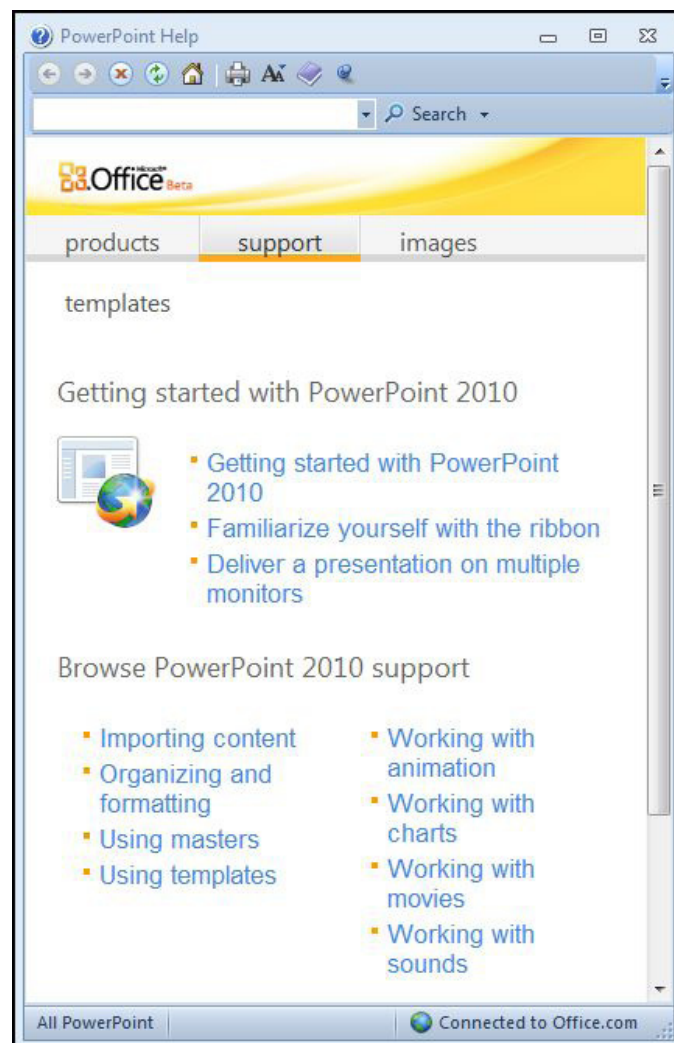 PowerPoint Help
Search
Microsoft®
Office Beta
products support images
templates
Getting started with PowerPoint 2010
Getting started with PowerPoint
2010
Familiarize yourself with the ribbon
Deliver a presentation on multiple
monitors
Browse PowerPoint 2010 support
Importing content
Organizing and
formatting
Using masters
Using templates
Working with
animation
Working with
charts
Working with
movies
Working with
sounds
All PowerPoint
Connected to Office.com